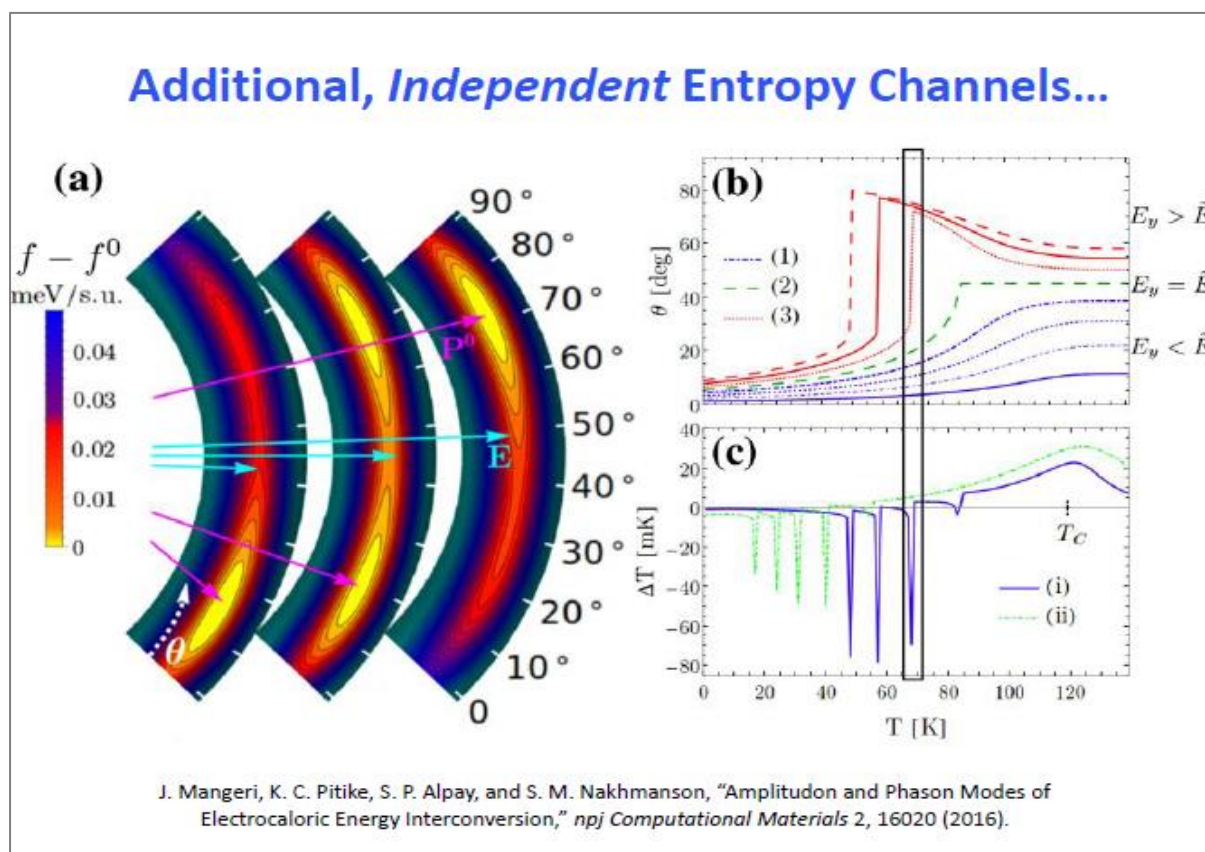 Additional, Independent Entropy Channels…
(a)
f − f⁰
meV/s.u.
0.04
0.03
0.02
0.01
0
P⁰
E
θ
90°
80°
70°
60°
50°
40°
30°
20°
10°
0
(b)
θ [deg]
80
60
40
20
0
(1)
(2)
(3)
E_y > Ẽ
E_y = Ẽ
E_y < Ẽ
(c)
ΔT [mK]
40
20
0
−20
−40
−60
−80
T_C
(i)
(ii)
0 20 40 60 80 100 120
T [K]
J. Mangeri, K. C. Pitike, S. P. Alpay, and S. M. Nakhmanson, “Amplitudon and Phason Modes of
Electrocaloric Energy Interconversion,” npj Computational Materials 2, 16020 (2016).